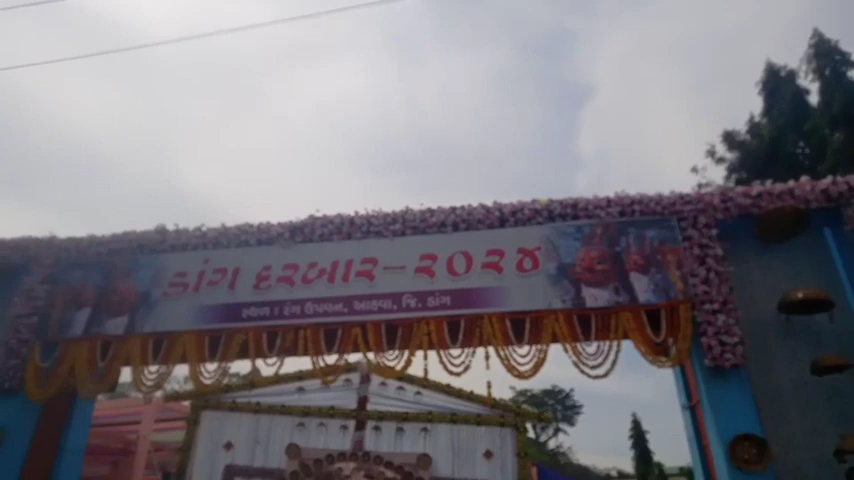 ડાંગ દરબાર-૨૦૨૪
સ્થળ : રંગ ઉપવન, આહવા, જિ. ડાંગ